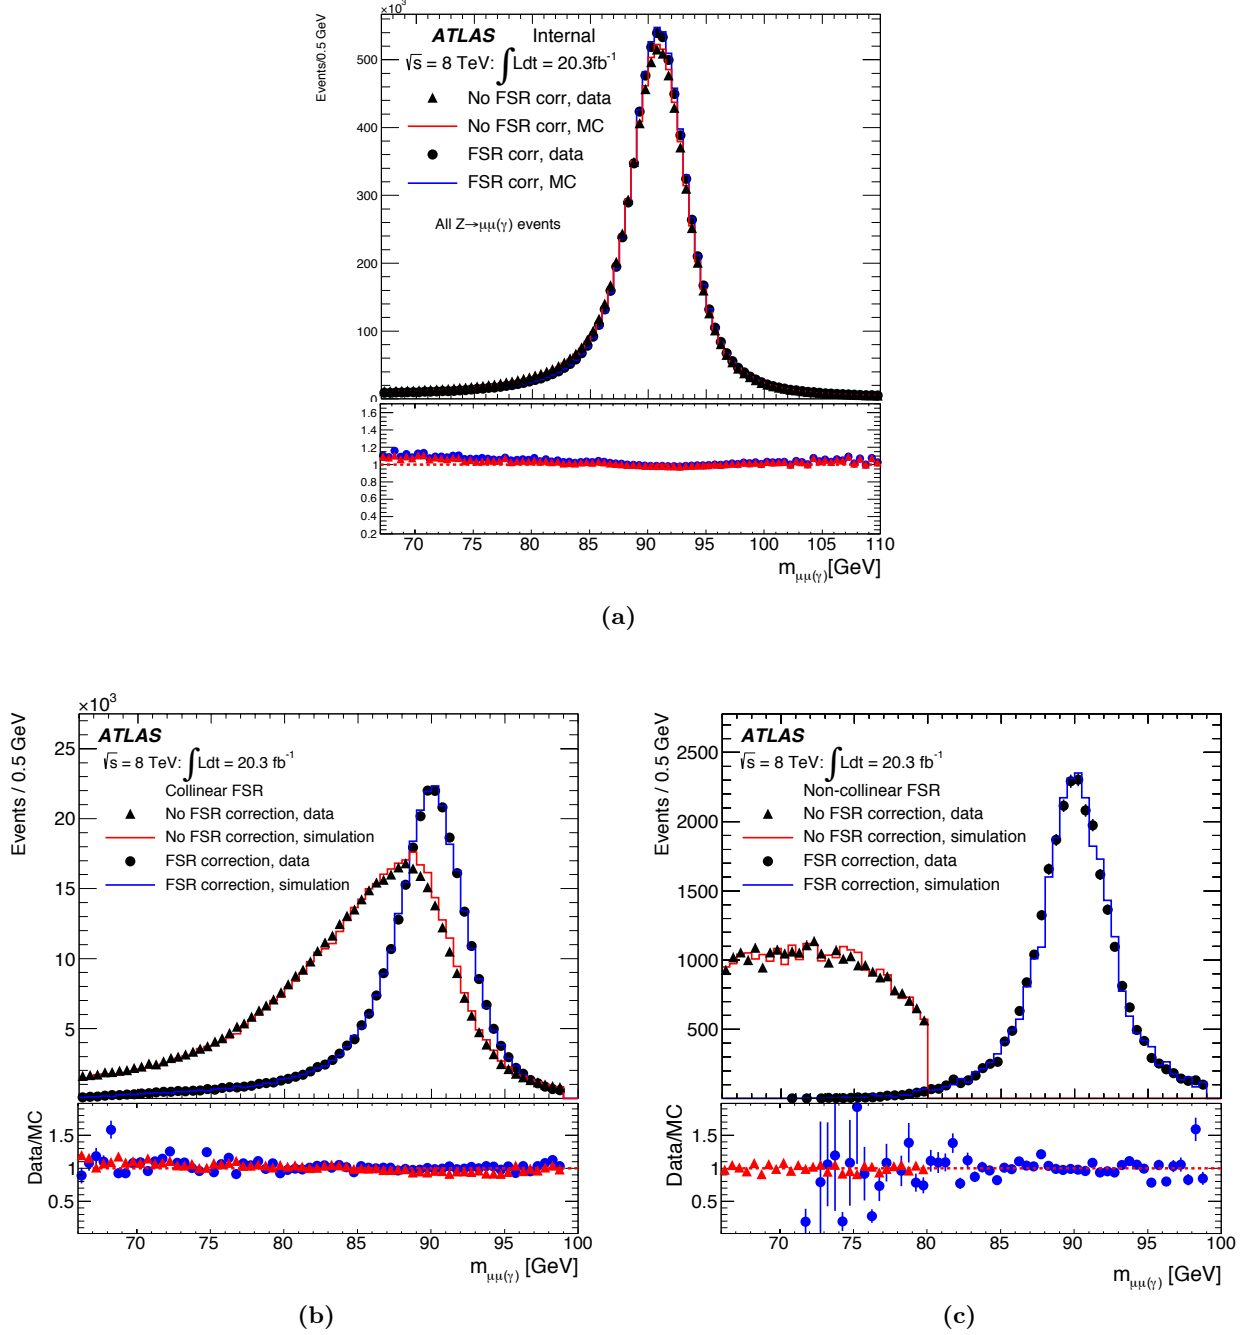 ×10³
Events/0.5 GeV
ATLAS Internal
√s = 8 TeV: ∫Ldt = 20.3fb⁻¹
No FSR corr, data
No FSR corr, MC
FSR corr, data
FSR corr, MC
All Z→μμ(γ) events
500
400
300
200
100
0
1.6
1.4
1.2
1
0.8
0.6
0.4
0.2
70 75 80 85 90 95 100 105 110
m_μμ(γ)[GeV]
(a)
×10³
Events / 0.5 GeV
ATLAS
√s = 8 TeV: ∫Ldt = 20.3 fb⁻¹
Collinear FSR
No FSR correction, data
No FSR correction, simulation
FSR correction, data
FSR correction, simulation
25
20
15
10
5
Data/MC
1.5
1
0.5
70 75 80 85 90 95 100
m_μμ(γ) [GeV]
(b)
Events / 0.5 GeV
ATLAS
√s = 8 TeV: ∫Ldt = 20.3 fb⁻¹
Non-collinear FSR
No FSR correction, data
No FSR correction, simulation
FSR correction, data
FSR correction, simulation
2500
2000
1500
1000
500
Data/MC
1.5
1
0.5
70 75 80 85 90 95 100
m_μμ(γ) [GeV]
(c)